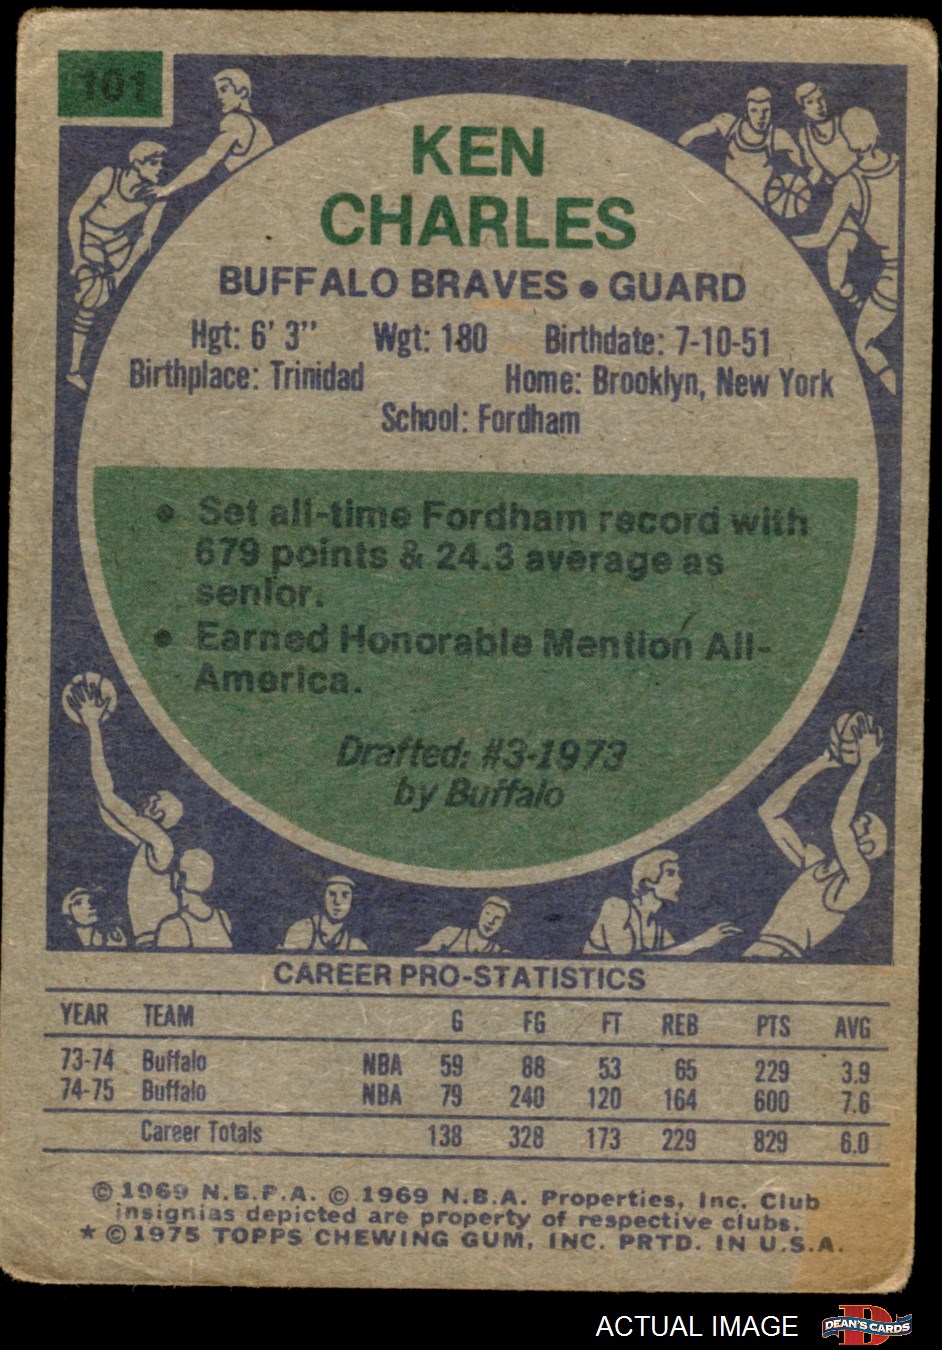 101
KEN
CHARLES
BUFFALO BRAVES ● GUARD
Hgt: 6' 3'' Wgt: 180 Birthdate: 7-10-51
Birthplace: Trinidad Home: Brooklyn, New York
School: Fordham
● Set all-time Fordham record with
679 points & 24.3 average as
senior.
● Earned Honorable Mention All-
America.
Drafted: #3-1973
by Buffalo
CAREER PRO-STATISTICS
YEAR TEAM G FG FT REB PTS AVG
73-74 Buffalo NBA 59 88 53 65 229 3.9
74-75 Buffalo NBA 79 240 120 164 600 7.6
Career Totals 138 328 173 229 829 6.0
© 1969 N.B.P.A. © 1969 N.B.A. Properties, Inc. Club
insignias depicted are property of respective clubs.
* © 1975 TOPPS CHEWING GUM, INC. PRTD. IN U.S.A.
ACTUAL IMAGE D DEAN'S CARDS